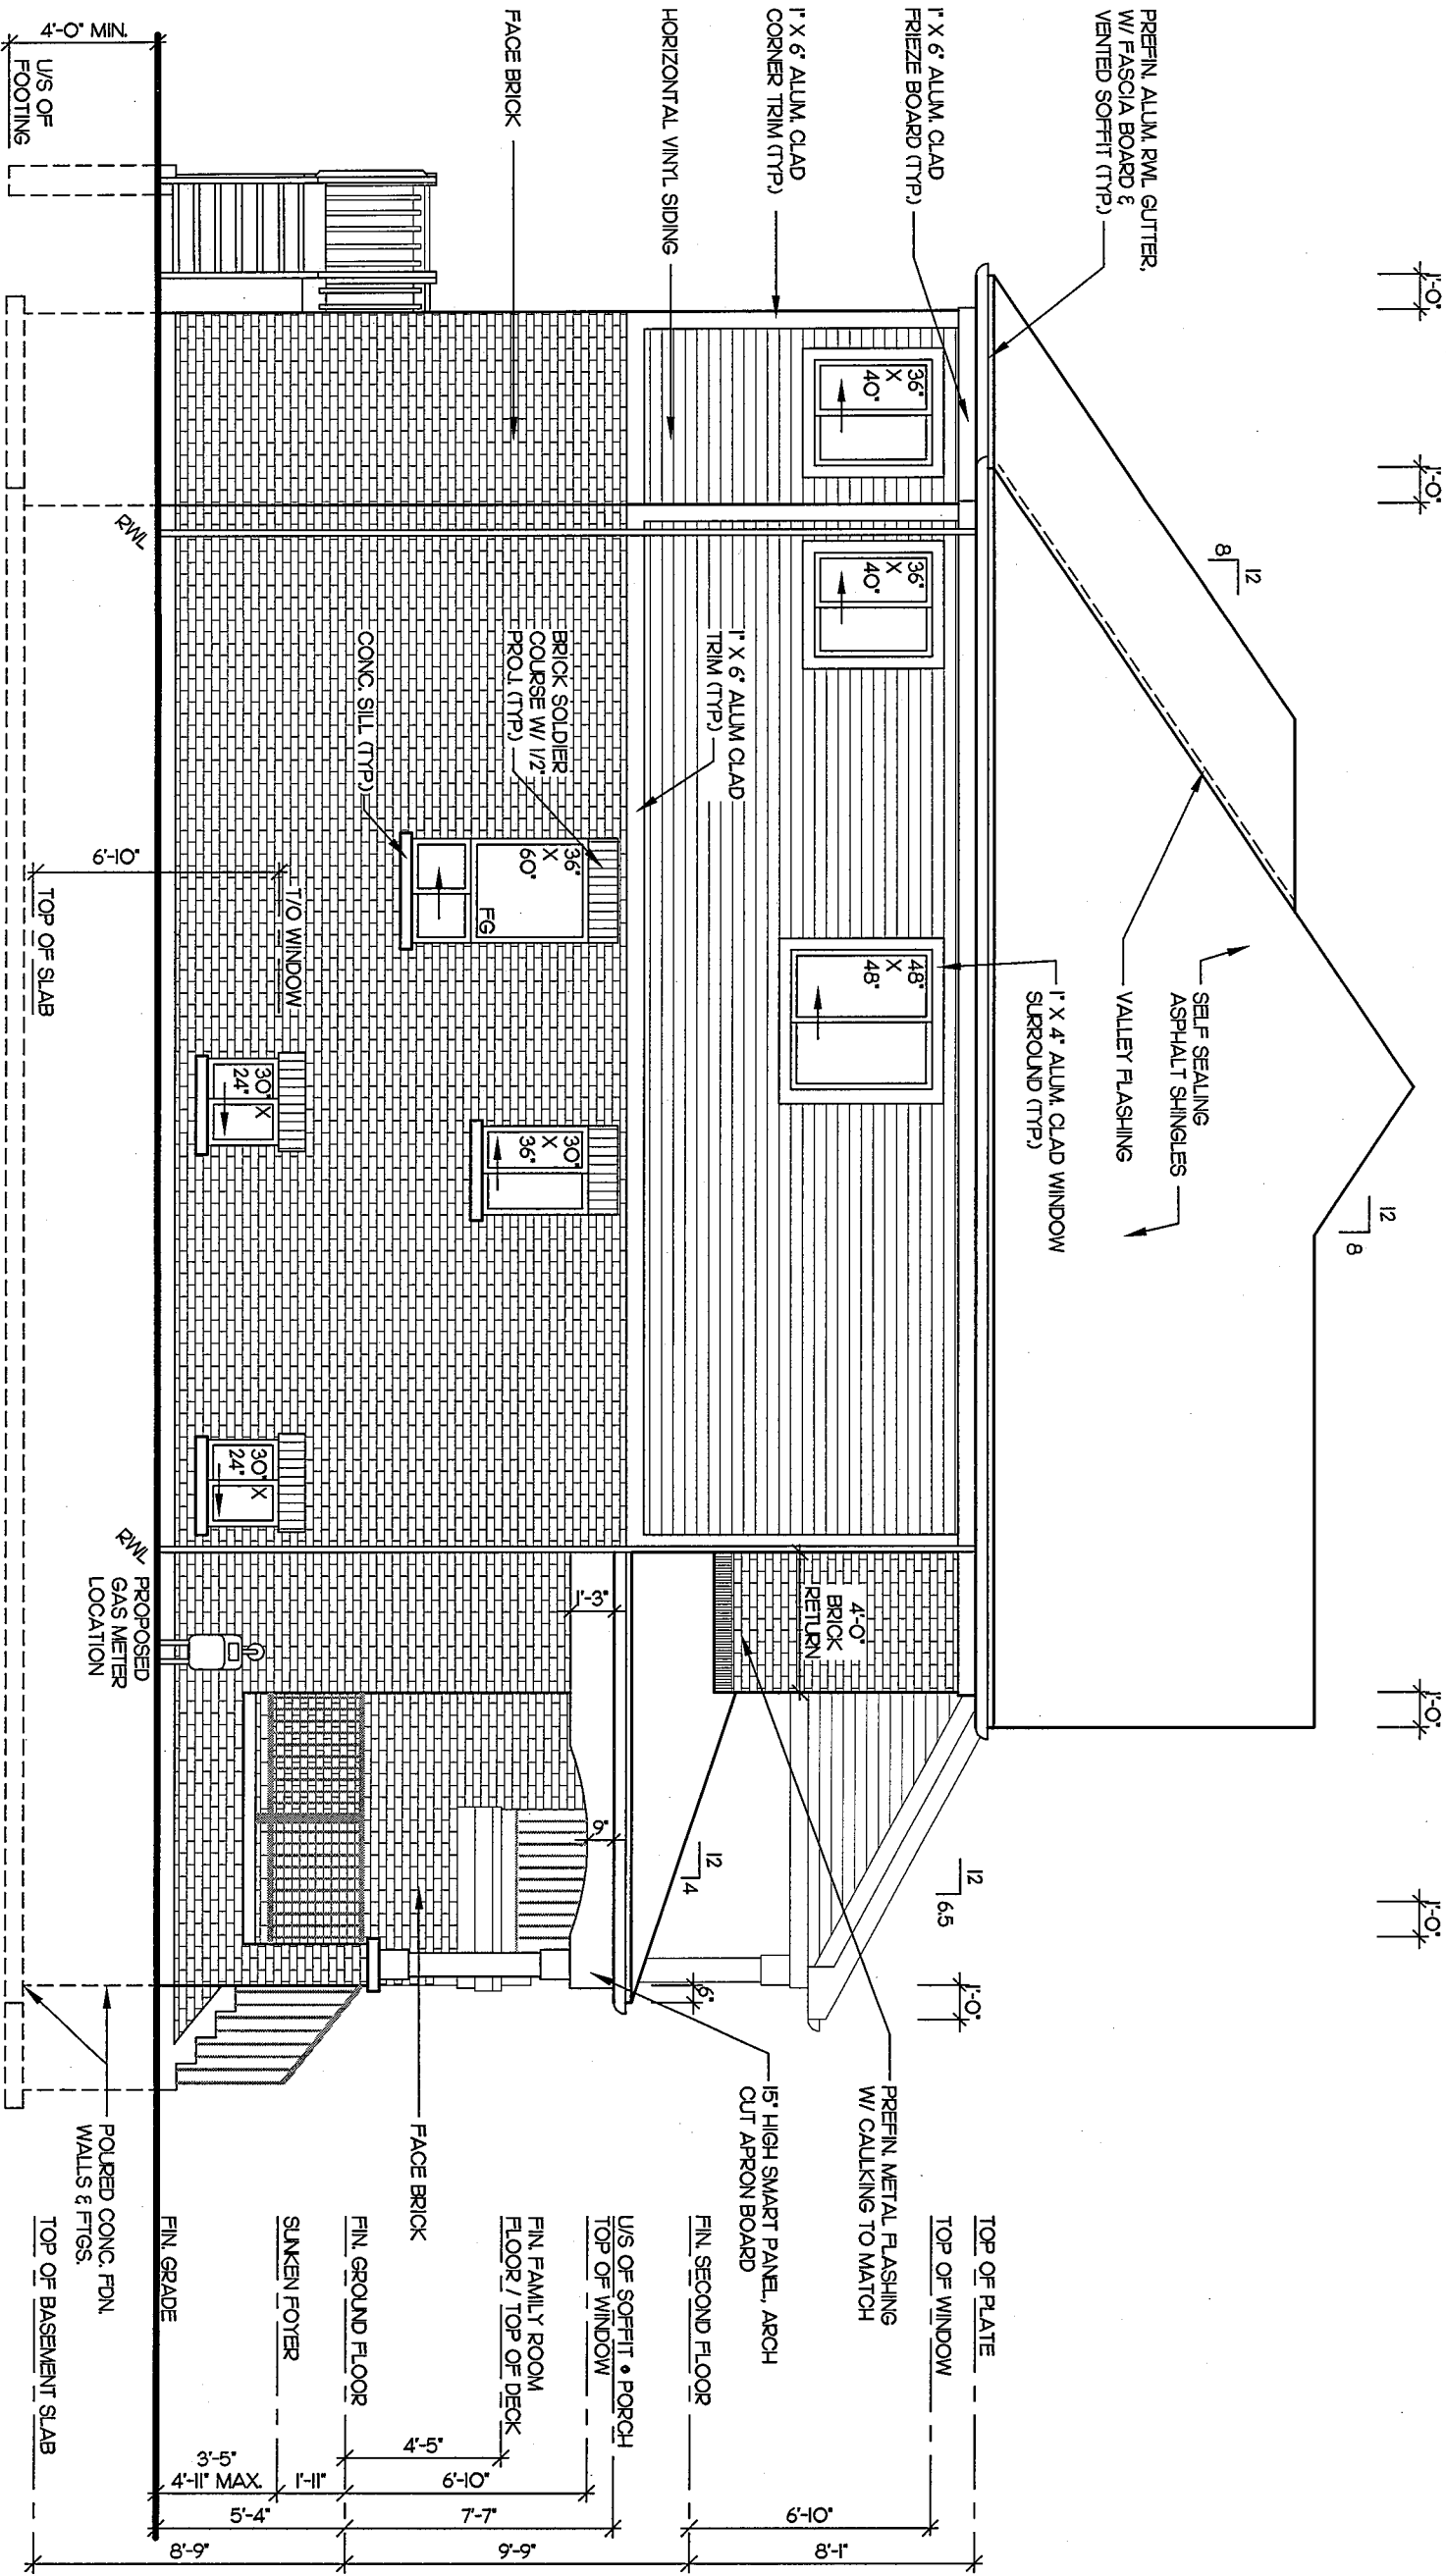 1'-0"
1'-0"
1'-0"
1'-0"
PREFIN. ALUM. RWL GUTTER,
W/ FASCIA BOARD &
VENTED SOFFIT (TYP.)
1" X 6" ALUM. CLAD
FRIEZE BOARD (TYP.)
1" X 6" ALUM. CLAD
CORNER TRIM (TYP.)
HORIZONTAL VINYL SIDING
FACE BRICK
4'-0" MIN.
U/S OF
FOOTING
12
8
12
8
SELF SEALING
ASPHALT SHINGLES
VALLEY FLASHING
1" X 4" ALUM. CLAD WINDOW
SURROUND (TYP.)
36"
X
40"
36"
X
40"
48"
X
48"
1" X 6" ALUM CLAD
TRIM (TYP.)
BRICK SOLDIER
COURSE W/ 1/2"
PROJ. (TYP.)
CONC. SILL (TYP.)
36"
X
60"
FG
30"
X
36"
T/O WINDOW
6'-10"
TOP OF SLAB
30" X
24"
30" X
24"
RWL
RWL
PROPOSED
GAS METER
LOCATION
4'-0"
BRICK
RETURN
1'-3"
9"
12
4
12
6.5
6"
1'-0"
PREFIN. METAL FLASHING
W/ CAULKING TO MATCH
15" HIGH SMART PANEL, ARCH
CUT APRON BOARD
FACE BRICK
POURED CONC. FDN.
WALLS & FTGS.
TOP OF PLATE
TOP OF WINDOW
FIN. SECOND FLOOR
U/S OF SOFFIT @ PORCH
TOP OF WINDOW
FIN. FAMILY ROOM
FLOOR / TOP OF DECK
FIN. GROUND FLOOR
SUNKEN FOYER
FIN. GRADE
TOP OF BASEMENT SLAB
6'-10"
8'-1"
4'-5"
6'-10"
7'-7"
9'-9"
3'-5"
4'-11" MAX.
1'-11"
5'-4"
8'-9"